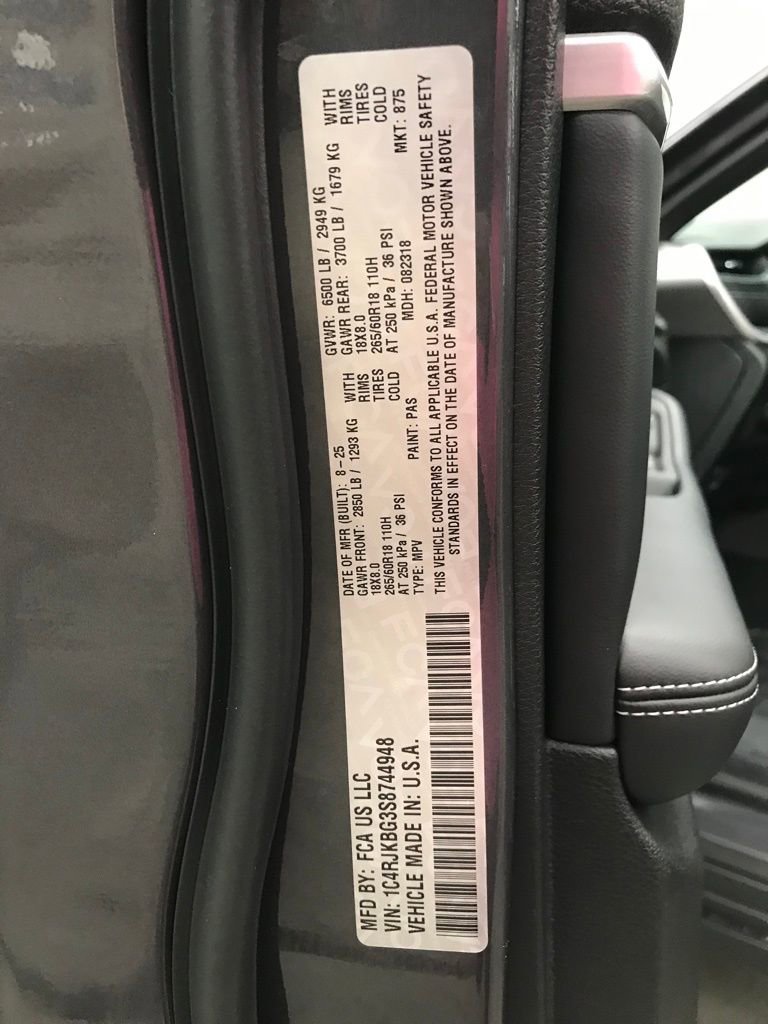 MFD BY: FCA US LLC
VIN: 1C4RJKBG3S8744948
VEHICLE MADE IN: U.S.A.
DATE OF MFR (BUILT): 8-25
GAWR FRONT: 2850 LB / 1293 KG WITH
18X8.0 RIMS
265/60R18 110H TIRES
AT 250 kPa / 36 PSI COLD
TYPE: MPV PAINT: PAS
GVWR: 6500 LB / 2949 KG
GAWR REAR: 3700 LB / 1679 KG WITH
18X8.0 RIMS
265/60R18 110H TIRES
AT 250 kPa / 36 PSI COLD
MDH: 082318 MKT: 875
THIS VEHICLE CONFORMS TO ALL APPLICABLE U.S.A. FEDERAL MOTOR VEHICLE SAFETY
STANDARDS IN EFFECT ON THE DATE OF MANUFACTURE SHOWN ABOVE.